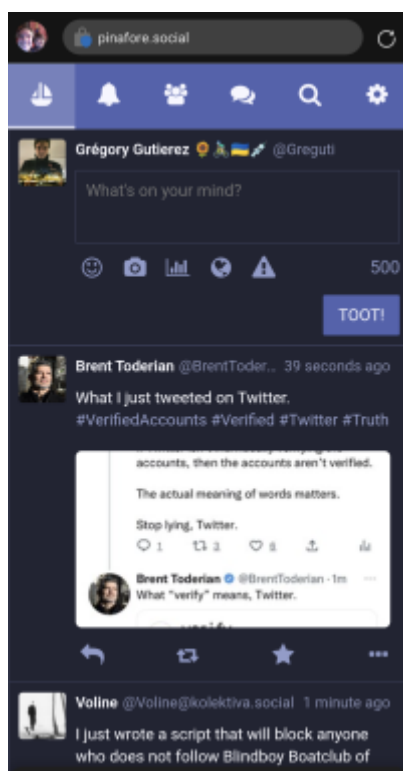 pinafore.social
Grégory Gutierez 🌻🚴🇺🇦💉 @Greguti
What's on your mind?
500
TOOT!
Brent Toderian @BrentToder.. 39 seconds ago
What I just tweeted on Twitter.
#VerifiedAccounts #Verified #Twitter #Truth
accounts, then the accounts aren't verified.
The actual meaning of words matters.
Stop lying, Twitter.
1 3 6
Brent Toderian @BrentToderian · 1m
What "verify" means, Twitter.
Voline @Voline@kolektiva.social 1 minute ago
I just wrote a script that will block anyone
who does not follow Blindboy Boatclub of